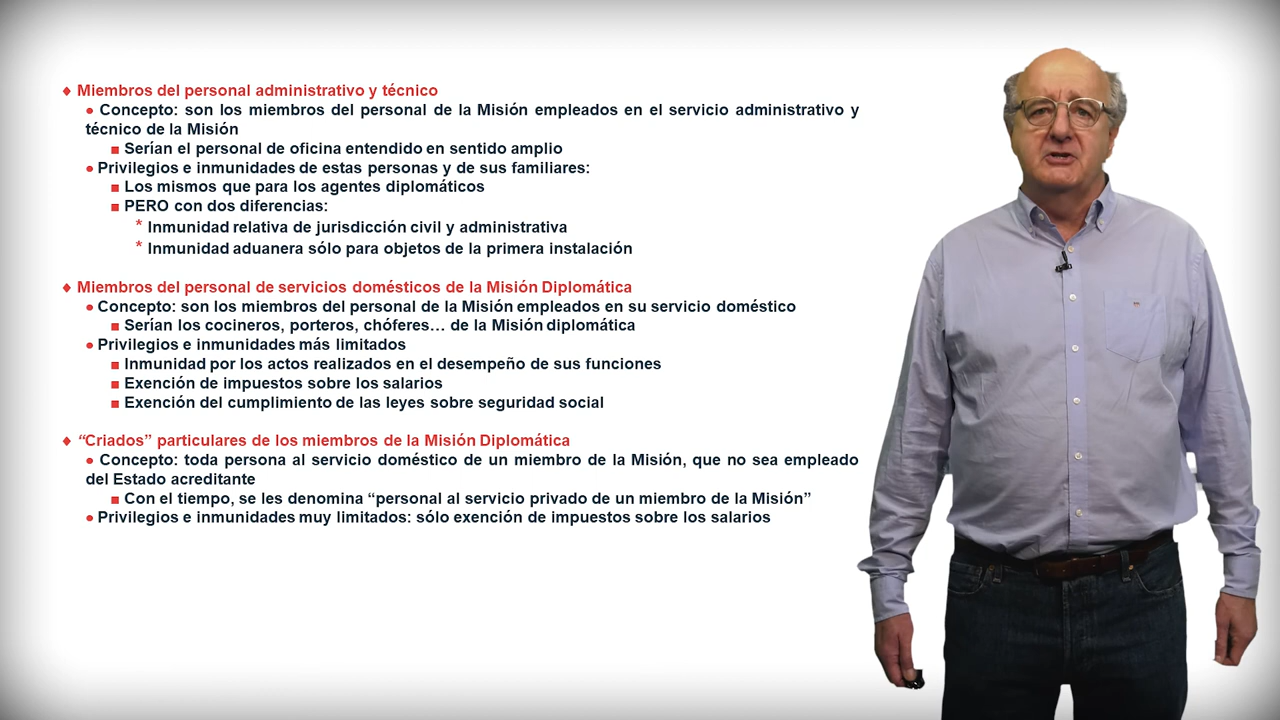 ♦ Miembros del personal administrativo y técnico
● Concepto: son los miembros del personal de la Misión empleados en el servicio administrativo y
técnico de la Misión
■ Serían el personal de oficina entendido en sentido amplio
● Privilegios e inmunidades de estas personas y de sus familiares:
■ Los mismos que para los agentes diplomáticos
■ PERO con dos diferencias:
* Inmunidad relativa de jurisdicción civil y administrativa
* Inmunidad aduanera sólo para objetos de la primera instalación
♦ Miembros del personal de servicios domésticos de la Misión Diplomática
● Concepto: son los miembros del personal de la Misión empleados en su servicio doméstico
■ Serían los cocineros, porteros, chóferes… de la Misión diplomática
● Privilegios e inmunidades más limitados
■ Inmunidad por los actos realizados en el desempeño de sus funciones
■ Exención de impuestos sobre los salarios
■ Exención del cumplimiento de las leyes sobre seguridad social
♦ “Criados” particulares de los miembros de la Misión Diplomática
● Concepto: toda persona al servicio doméstico de un miembro de la Misión, que no sea empleado
del Estado acreditante
■ Con el tiempo, se les denomina “personal al servicio privado de un miembro de la Misión”
● Privilegios e inmunidades muy limitados: sólo exención de impuestos sobre los salarios